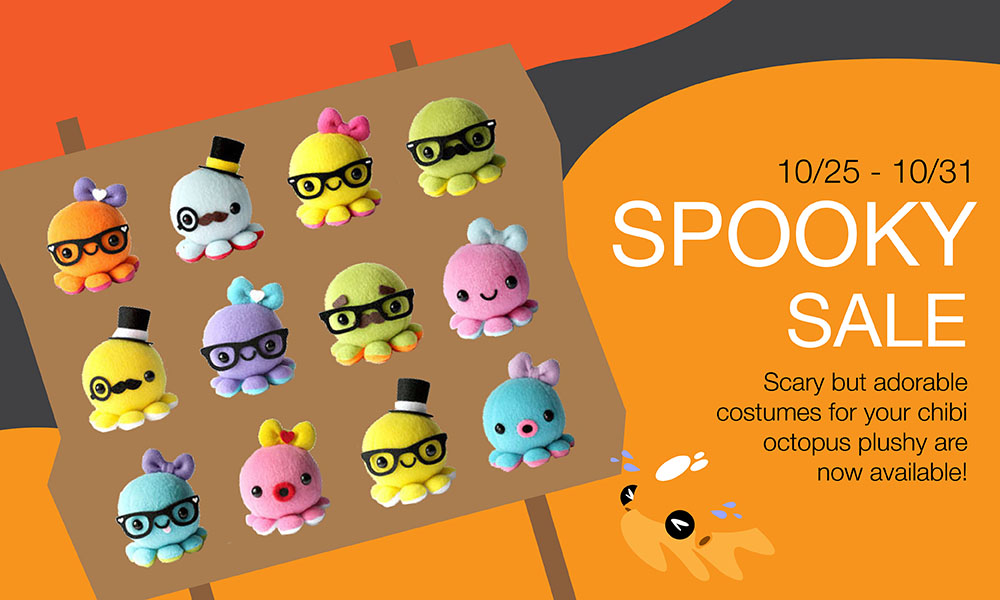 10/25 - 10/31
SPOOKY
SALE
Scary but adorable
costumes for your chibi
octopus plushy are
now available!